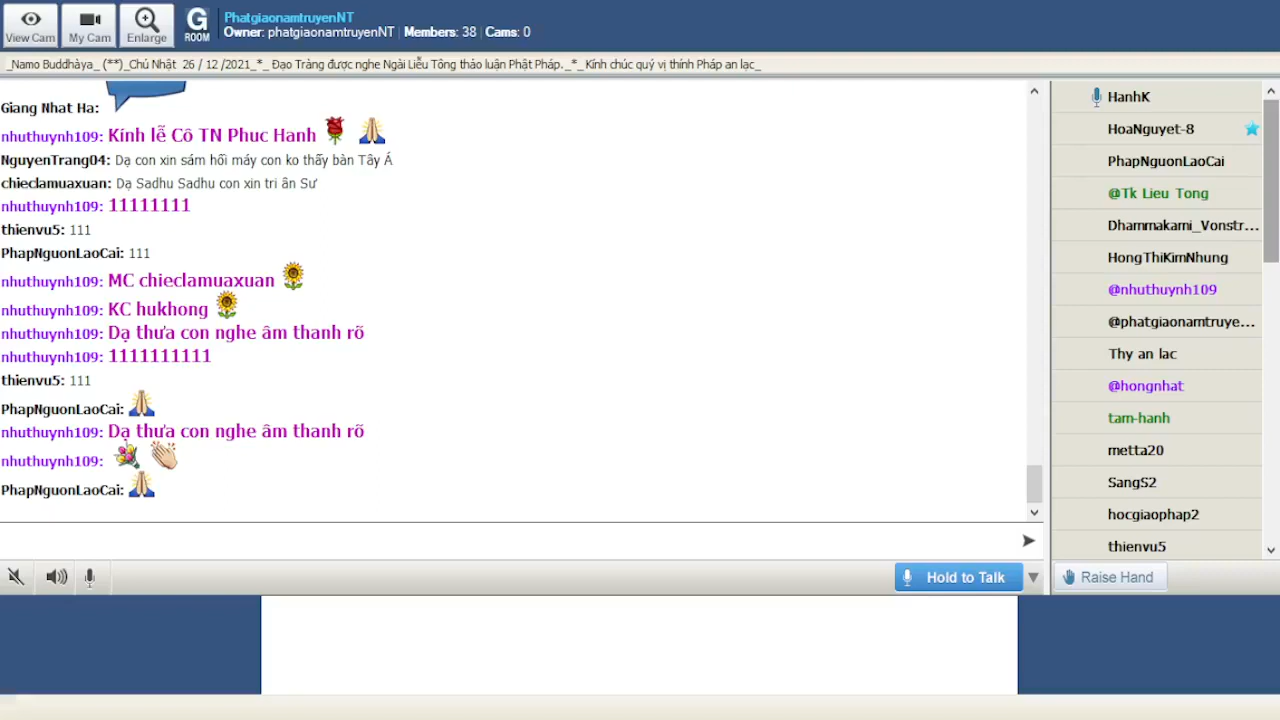 View Cam
My Cam
Enlarge
G
ROOM
PhatgiaonamtruyenNT
Owner: phatgiaonamtruyenNT | Members: 38 | Cams: 0
_Namo Buddhàya_ (**)_Chủ Nhật 26 / 12 /2021_*_ Đạo Tràng được nghe Ngài Liễu Tông thảo luận Phật Pháp._*_Kính chúc quý vị thính Pháp an lạc_
Giang Nhat Ha:
nhuthuynh109: Kính lễ Cô TN Phuc Hanh
NguyenTrang04: Dạ con xin sám hối máy con ko thấy bàn Tây Á
chieclamuaxuan: Dạ Sadhu Sadhu con xin tri ân Sư
nhuthuynh109: 11111111
thienvu5: 111
PhapNguonLaoCai: 111
nhuthuynh109: MC chieclamuaxuan
nhuthuynh109: KC hukhong
nhuthuynh109: Dạ thưa con nghe âm thanh rõ
nhuthuynh109: 1111111111
thienvu5: 111
PhapNguonLaoCai:
nhuthuynh109: Dạ thưa con nghe âm thanh rõ
nhuthuynh109:
PhapNguonLaoCai:
HanhK
HoaNguyet-8
PhapNguonLaoCai
@Tk Lieu Tong
Dhammakami_Vonstr...
HongThiKimNhung
@nhuthuynh109
@phatgiaonamtruye...
Thy an lac
@hongnhat
tam-hanh
metta20
SangS2
hocgiaophap2
thienvu5
Hold to Talk
Raise Hand